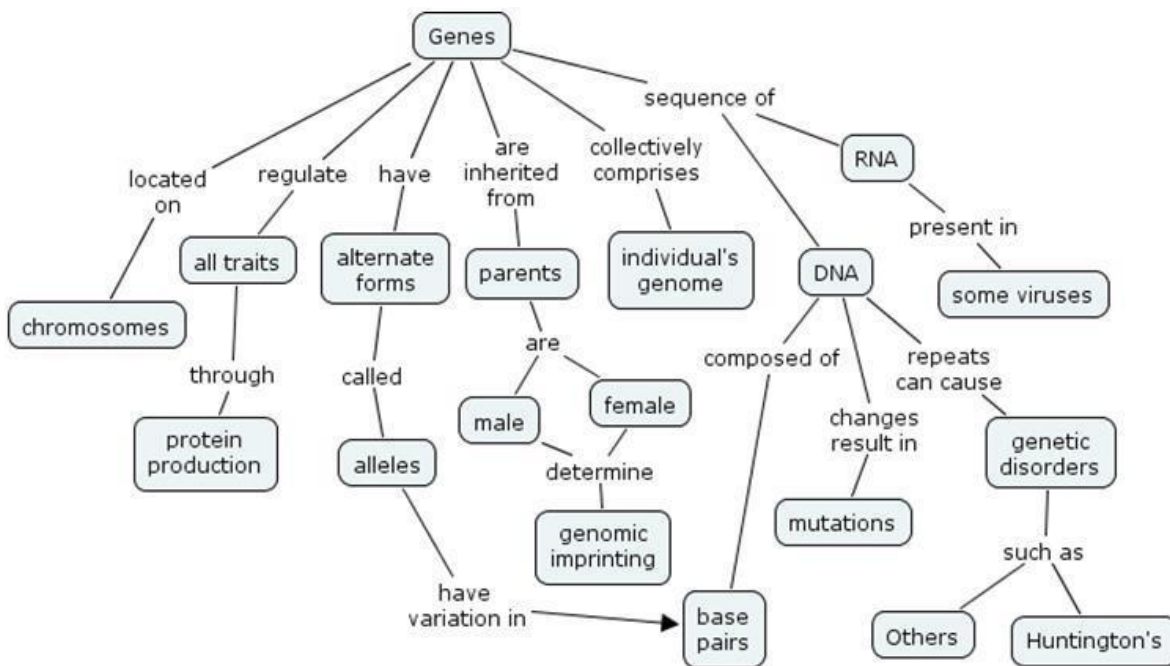 Genes
sequence of
are
inherited
from
collectively
comprises
RNA
located
on
regulate
have
present in
all traits
alternate
forms
parents
individual's
genome
DNA
some viruses
chromosomes
are
composed of
repeats
can cause
through
called
male
female
changes
result in
genetic
disorders
protein
production
alleles
determine
mutations
genomic
imprinting
such as
have
variation in
base
pairs
Others
Huntington's